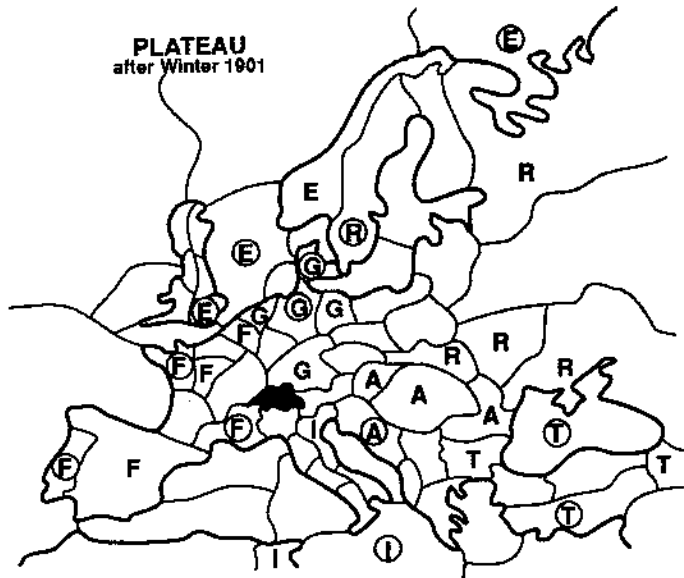 E
PLATEAU
after Winter 1901
R
E
R
E
G
E G G G
F R
R
F F G R
A A
A
F I A T
T
F F T
T
I I